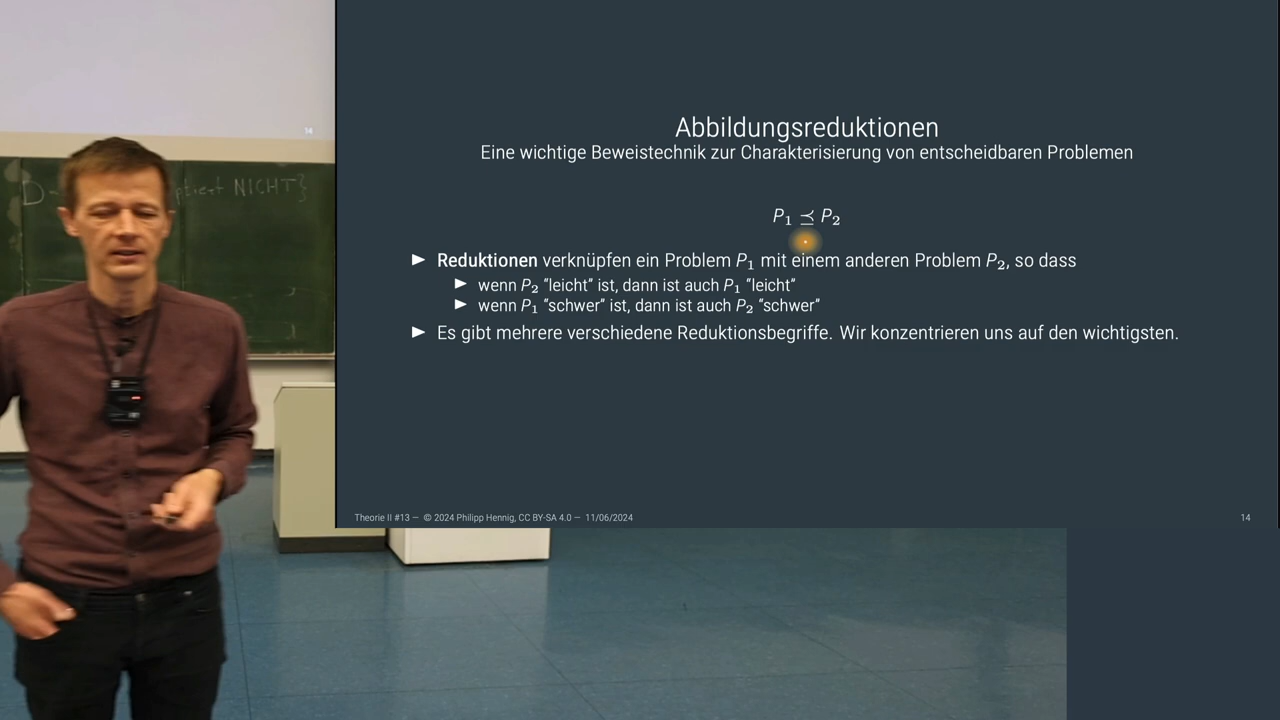 14
D
ptiert NICHT}
Abbildungsreduktionen
Eine wichtige Beweistechnik zur Charakterisierung von entscheidbaren Problemen
P₁ ⪯ P₂
► Reduktionen verknüpfen ein Problem P₁ mit einem anderen Problem P₂, so dass
► wenn P₂ “leicht“ ist, dann ist auch P₁ “leicht“
► wenn P₁ “schwer“ ist, dann ist auch P₂ “schwer“
► Es gibt mehrere verschiedene Reduktionsbegriffe. Wir konzentrieren uns auf den wichtigsten.
Theorie II #13 — © 2024 Philipp Hennig, CC BY-SA 4.0 — 11/06/2024
14